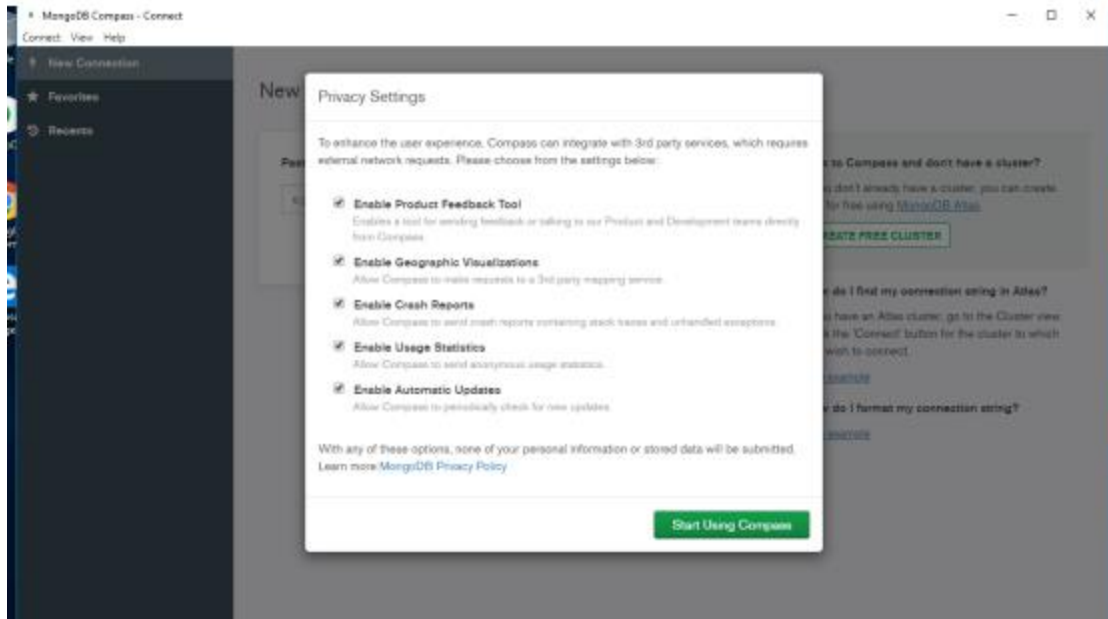 MongoDB Compass - Connect
Connect View Help
New Connection
Favorites
Recents
New
Privacy Settings
To enhance the user experience, Compass can integrate with 3rd party services, which requires
external network requests. Please choose from the settings below:
Enable Product Feedback Tool
Enables a tool for sending feedback or talking to our Product and Development teams directly
from Compass.
Enable Geographic Visualizations
Allow Compass to make requests to a 3rd party mapping service.
Enable Crash Reports
Allow Compass to send crash reports containing stack traces and unhandled exceptions.
Enable Usage Statistics
Allow Compass to send anonymous usage statistics.
Enable Automatic Updates
Allow Compass to periodically check for new updates.
With any of these options, none of your personal information or stored data will be submitted.
Learn more: MongoDB Privacy Policy
Start Using Compass
to Compass and don't have a cluster?
don't already have a cluster, you can create
for free using MongoDB Atlas
EATE FREE CLUSTER
do I find my connection string in Atlas?
have an Atlas cluster, go to the Cluster view
the 'Connect' button for the cluster to which
wish to connect.
example
do I format my connection string?
example